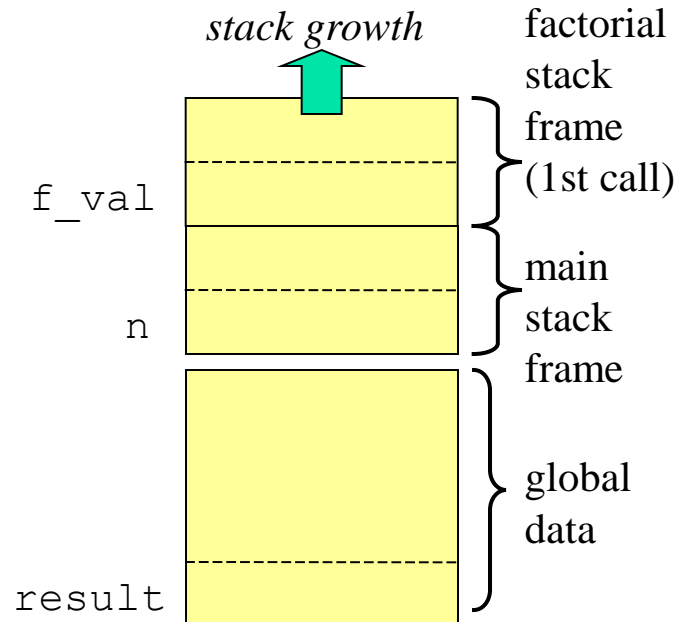 stack growth
factorial
stack
frame
(1st call)
f_val
main
stack
frame
n
global
data
result